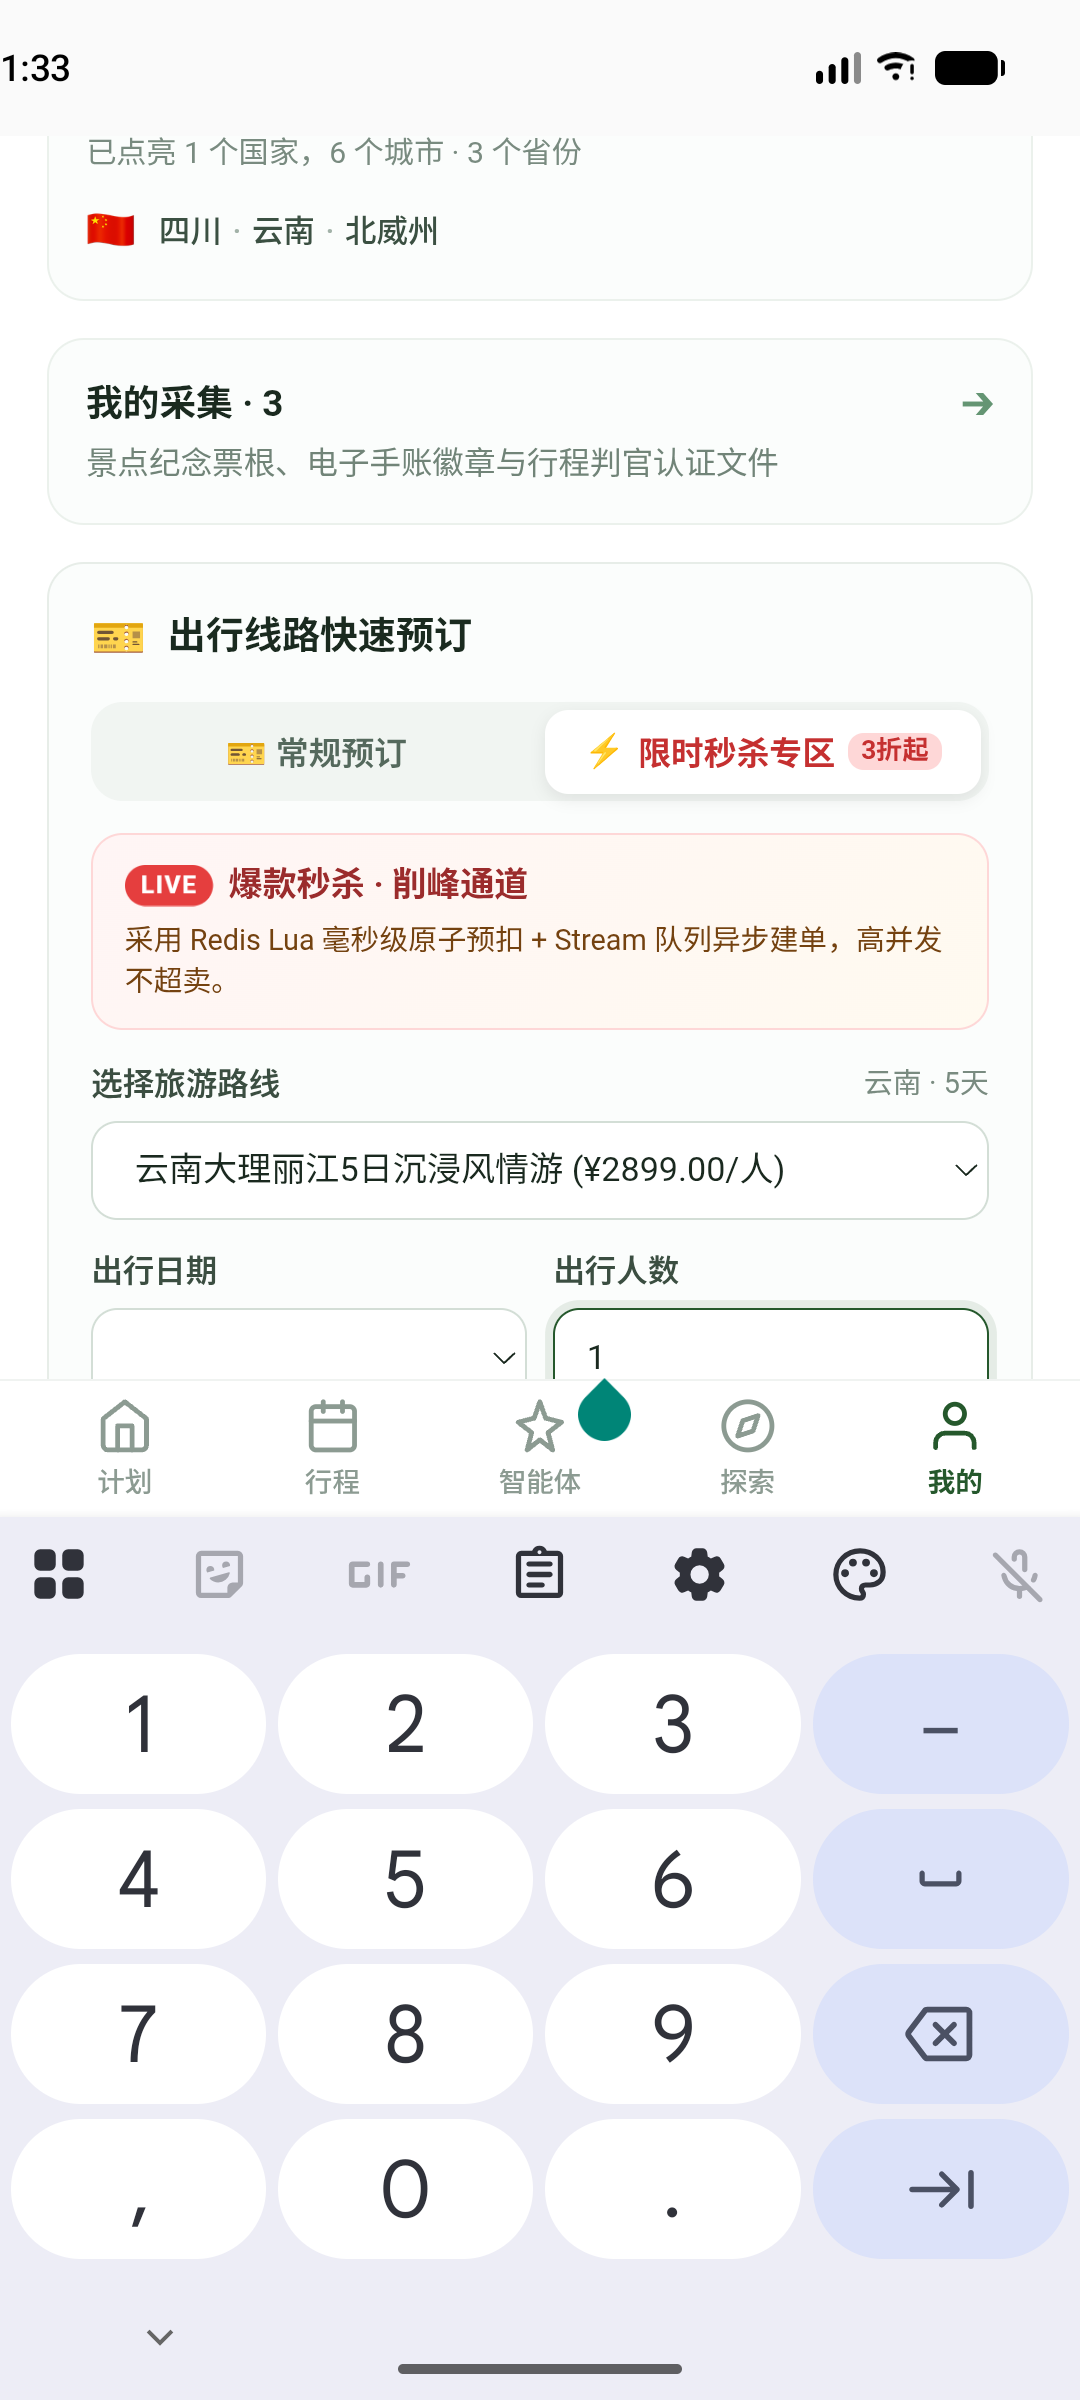 1:33
已点亮 1 个国家，6 个城市 · 3 个省份
四川 · 云南 · 北威州
我的采集 · 3
景点纪念票根、电子手账徽章与行程判官认证文件
出行线路快速预订
常规预订
限时秒杀专区 3折起
LIVE 爆款秒杀 · 削峰通道
采用 Redis Lua 毫秒级原子预扣 + Stream 队列异步建单，高并发
不超卖。
选择旅游路线 云南 · 5天
云南大理丽江5日沉浸风情游 (¥2899.00/人)
出行日期 出行人数
1
计划 行程 智能体 探索 我的
GIF
1 2 3 –
4 5 6
7 8 9
, 0 .